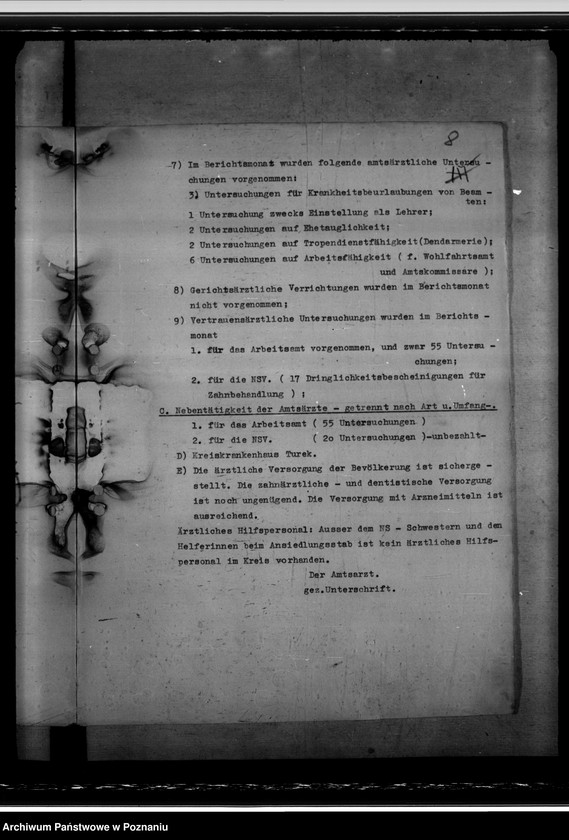 8
7) Im Berichtsmonat wurden folgende amtsärztliche Untersu -
chungen vorgenommen:
3) Untersuchungen für Krankheitsbeurlaubungen von Beam -
ten:
1 Untersuchung zwecks Einstellung als Lehrer;
2 Untersuchungen auf Ehetauglichkeit;
2 Untersuchungen auf Tropendienstfähigkeit(Dendarmerie);
6 Untersuchungen auf Arbeitsfähigkeit ( f. Wohlfahrtsamt
und Amtskommissare );
8) Gerichtsärztliche Verrichtungen wurden im Berichtsmonat
nicht vorgenommen;
9) Vertrauensärztliche Untersuchungen wurden im Berichts -
monat
1. für das Arbeitsamt vorgenommen, und zwar 55 Untersu -
chungen;
2. für die NSV. ( 17 Dringlichkeitsbescheinigungen für
Zahnbehandlung ) ;
C. Nebentätigkeit der Amtsärzte - getrennt nach Art u.Umfang-.
1. für das Arbeitsamt ( 55 Untersuchungen )
2. für die NSV. ( 2o Untersuchungen )-unbezahlt-
D) Kreiskrankenhaus Turek.
E) Die ärztliche Versorgung der Bevölkerung ist sicherge -
stellt. Die zahnärztliche - und dentistische Versorgung
ist noch ungenügend. Die Versorgung mit Arzneimitteln ist
ausreichend.
Ärztliches Hilfspersonal: Ausser dem NS - Schwestern und den
Helferinnen beim Ansiedlungsstab ist kein ärztliches Hilfs-
personal im Kreis vorhanden.
Der Amtsarzt.
gez.Unterschrift.
Archiwum Państwowe w Poznaniu